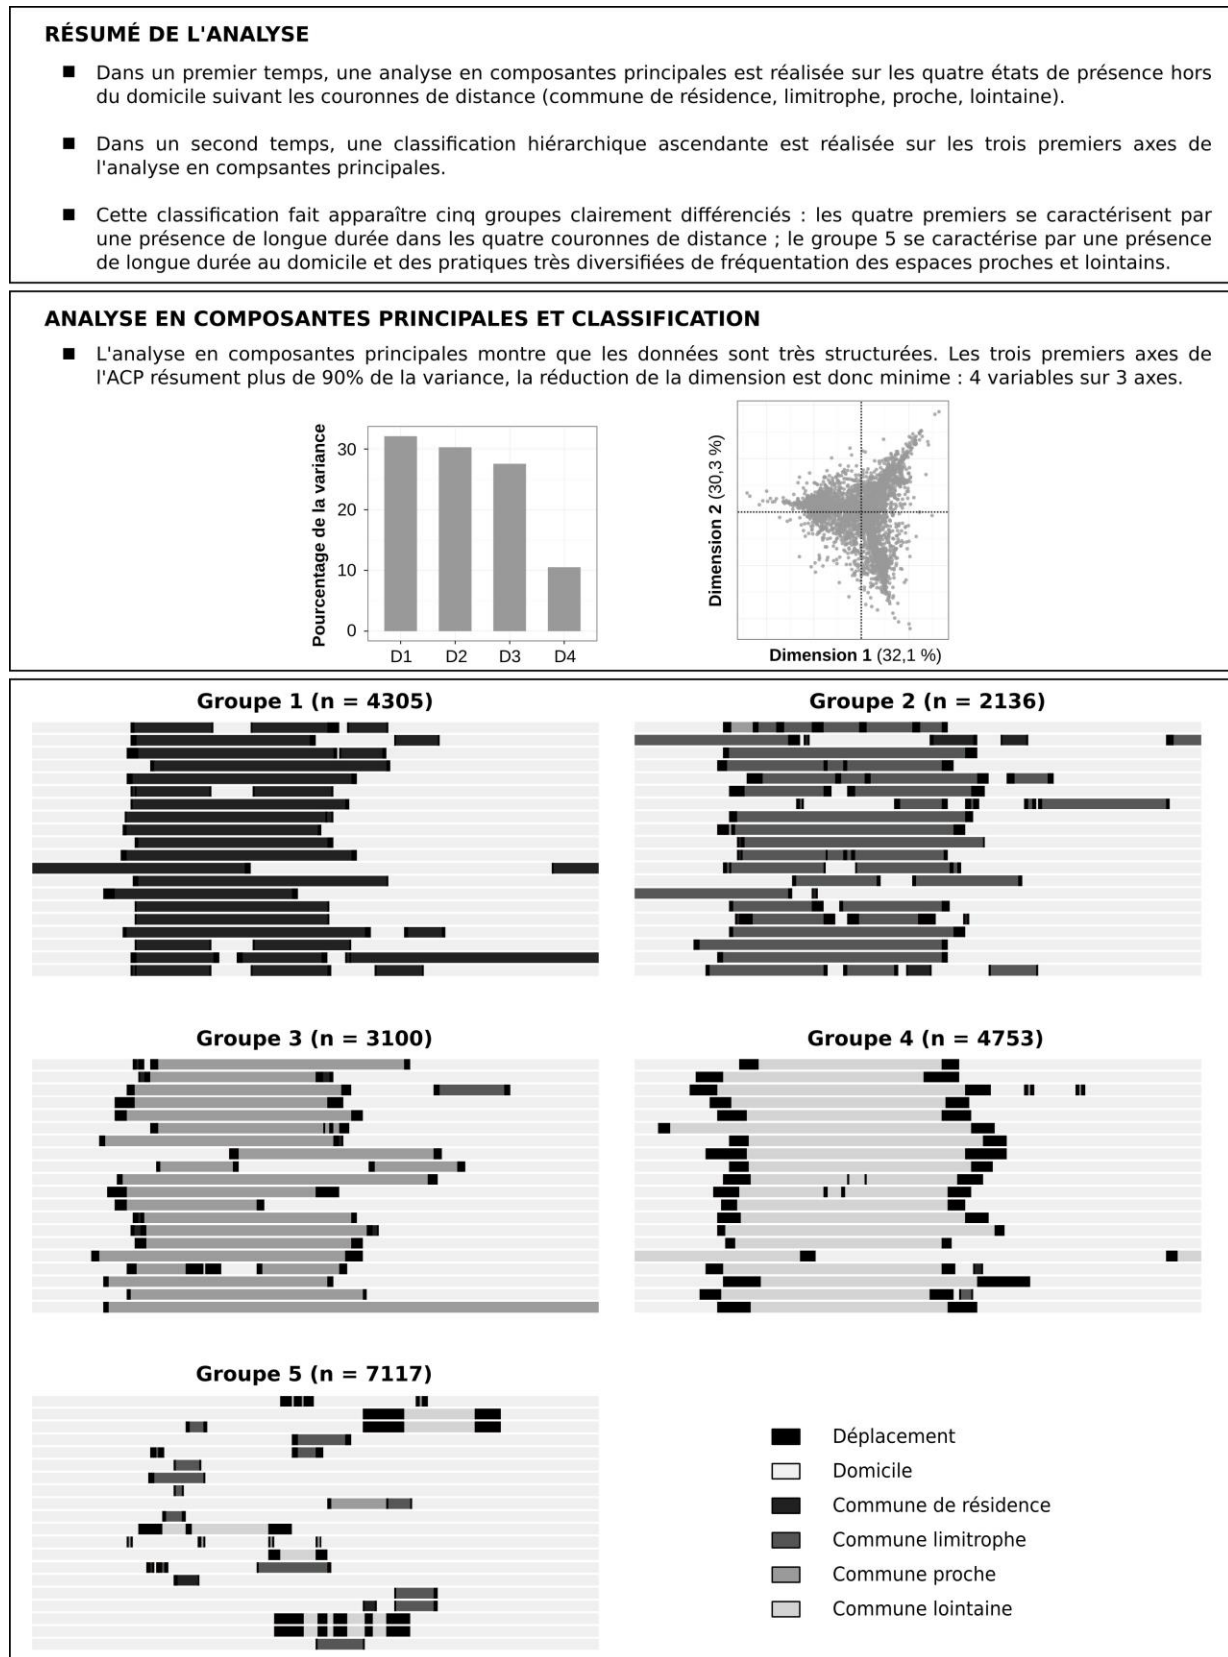 RÉSUMÉ DE L'ANALYSE
■ Dans un premier temps, une analyse en composantes principales est réalisée sur les quatre états de présence hors
du domicile suivant les couronnes de distance (commune de résidence, limitrophe, proche, lointaine).
■ Dans un second temps, une classification hiérarchique ascendante est réalisée sur les trois premiers axes de
l'analyse en compsantes principales.
■ Cette classification fait apparaître cinq groupes clairement différenciés : les quatre premiers se caractérisent par
une présence de longue durée dans les quatre couronnes de distance ; le groupe 5 se caractérise par une présence
de longue durée au domicile et des pratiques très diversifiées de fréquentation des espaces proches et lointains.
ANALYSE EN COMPOSANTES PRINCIPALES ET CLASSIFICATION
■ L'analyse en composantes principales montre que les données sont très structurées. Les trois premiers axes de
l'ACP résument plus de 90% de la variance, la réduction de la dimension est donc minime : 4 variables sur 3 axes.
Pourcentage de la variance
30
20
10
0
D1 D2 D3 D4
Dimension 2 (30,3 %)
Dimension 1 (32,1 %)
Groupe 1 (n = 4305)
Groupe 2 (n = 2136)
Groupe 3 (n = 3100)
Groupe 4 (n = 4753)
Groupe 5 (n = 7117)
Déplacement
Domicile
Commune de résidence
Commune limitrophe
Commune proche
Commune lointaine